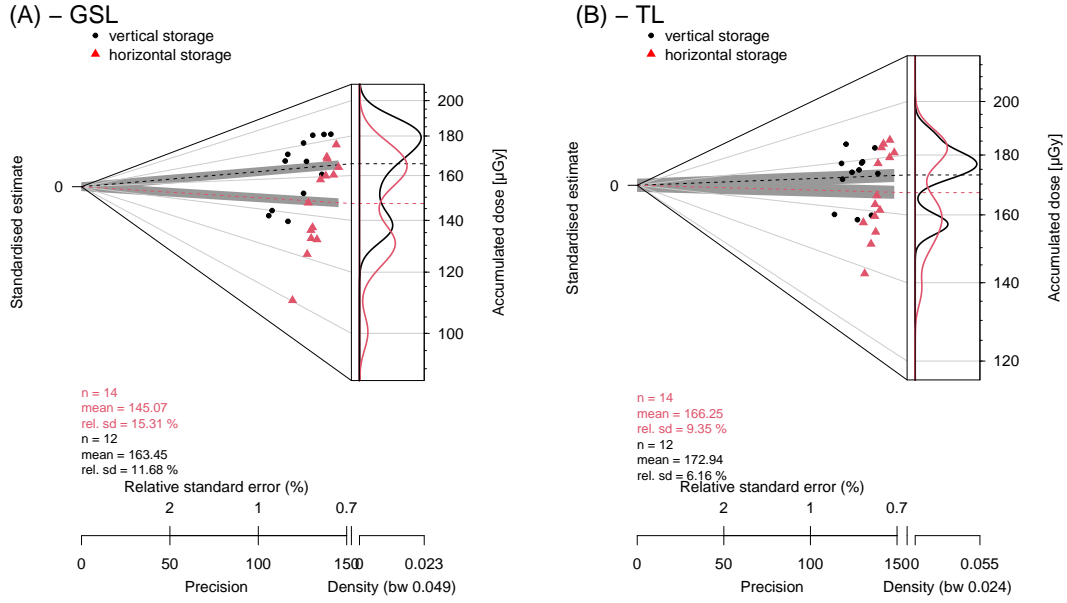 (A) – GSL
vertical storage
horizontal storage
Standardised estimate
0
200
180
160
140
120
100
Accumulated dose [µGy]
n = 14
mean = 145.07
rel. sd = 15.31 %
n = 12
mean = 163.45
rel. sd = 11.68 %
Relative standard error (%)
2 1 0.7
0 50 100 150
0 0.023
Precision
Density (bw 0.049)
(B) – TL
vertical storage
horizontal storage
Standardised estimate
0
200
180
160
140
120
Accumulated dose [µGy]
n = 14
mean = 166.25
rel. sd = 9.35 %
n = 12
mean = 172.94
rel. sd = 6.16 %
Relative standard error (%)
2 1 0.7
0 50 100 150
0 0.055
Precision
Density (bw 0.024)